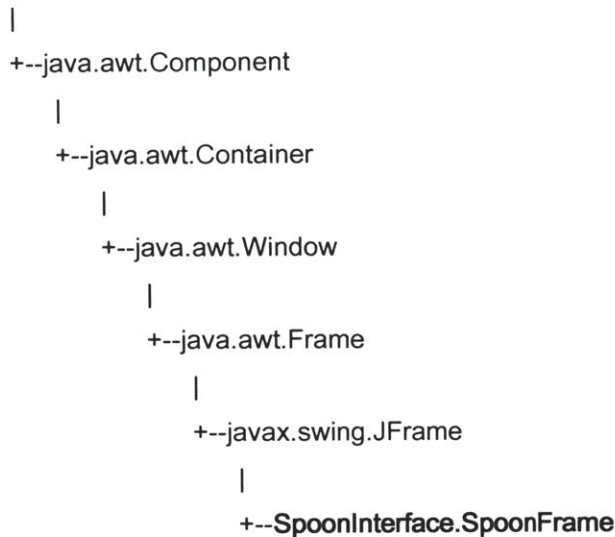 |
+--java.awt.Component
|
+--java.awt.Container
|
+--java.awt.Window
|
+--java.awt.Frame
|
+--javax.swing.JFrame
|
+--SpoonInterface.SpoonFrame